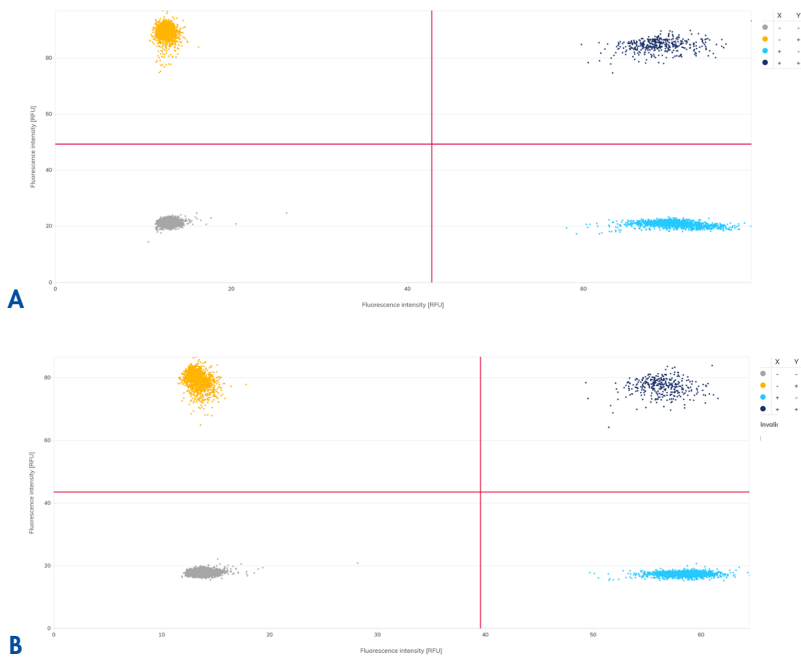 X Y
- -
- +
+ -
+ +
Fluorescence intensity [RFU]
80
60
40
20
0
0 20 40 60
Fluorescence intensity [RFU]
A
X Y
- -
- +
+ -
+ +
Invali
Fluorescence intensity [RFU]
80
60
40
20
0
0 10 20 30 40 50 60
Fluorescence intensity [RFU]
B